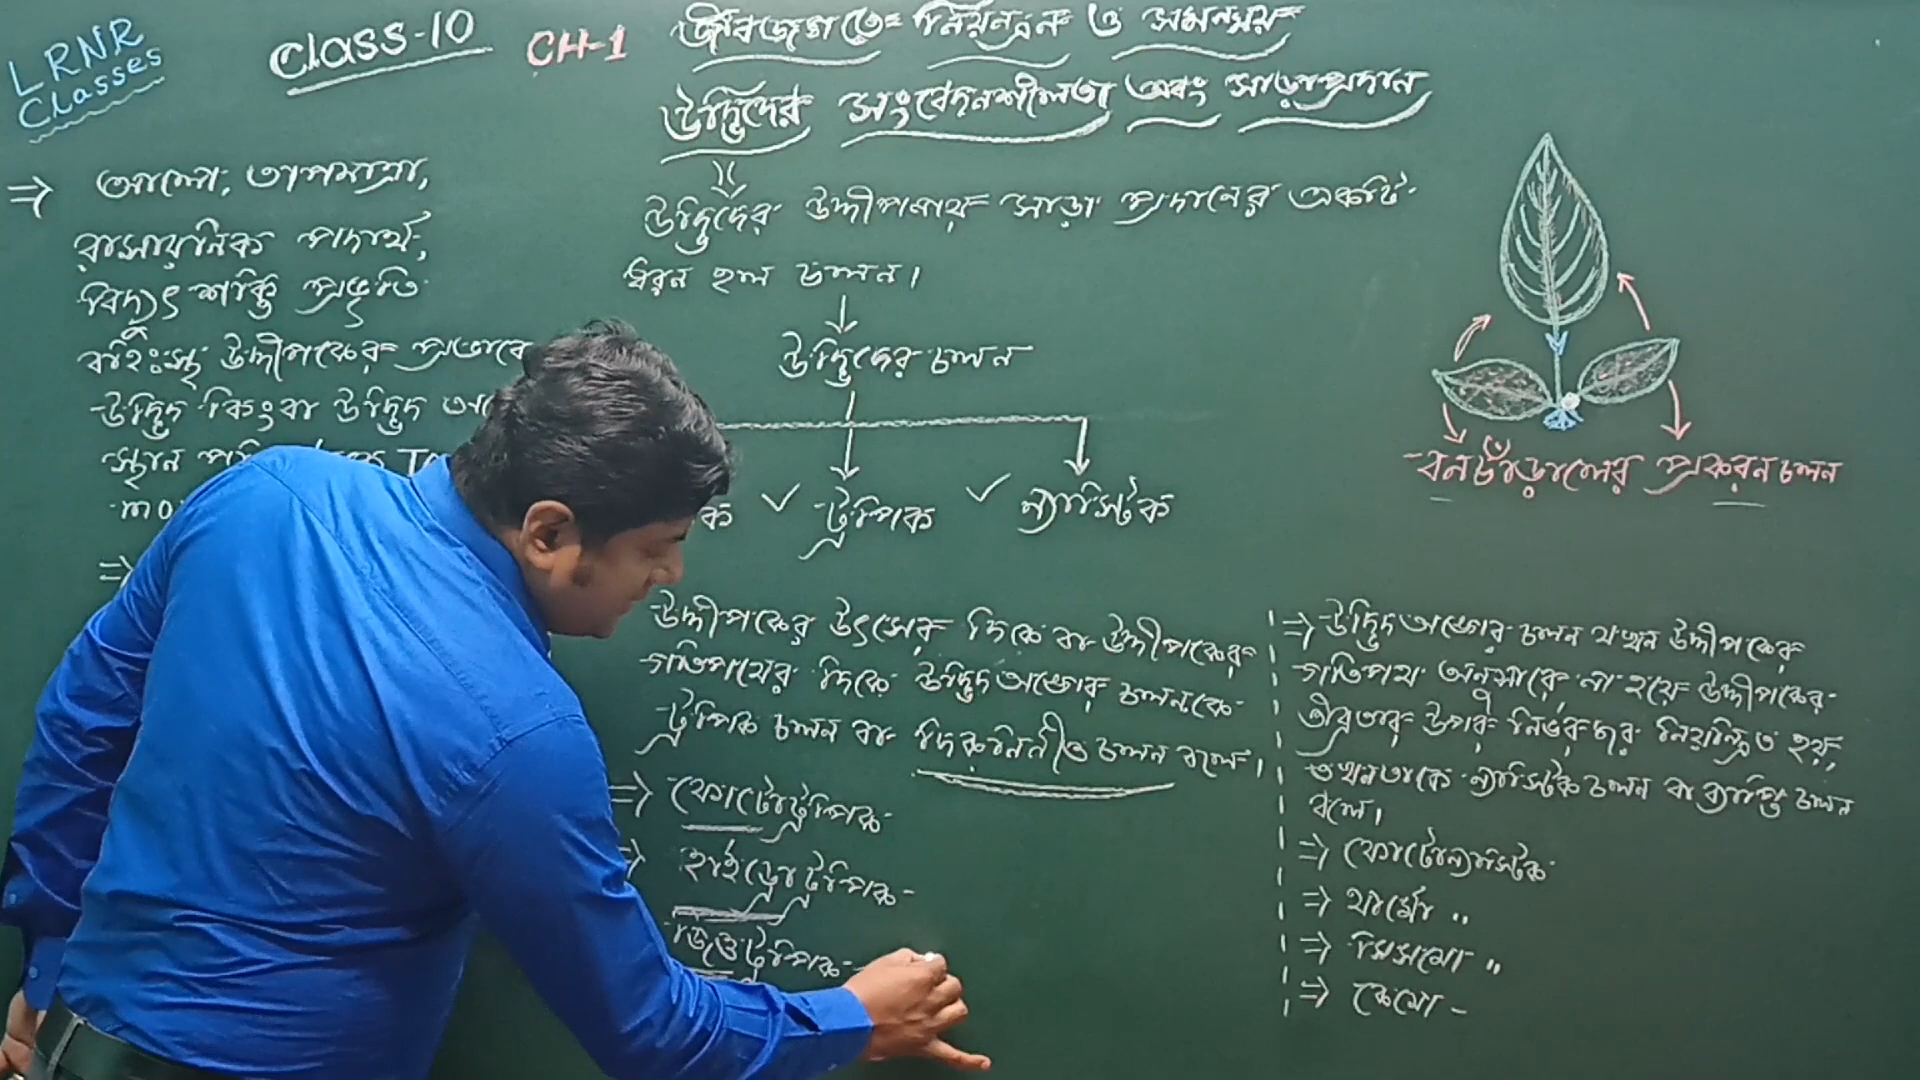 LRNR
Classes
Class-10
CH-1
জীবজগতে নিয়ন্ত্রন ও সমন্বয়
উদ্ভিদের সংবেদনশীলতা এবং সাড়াপ্রদান
উদ্ভিদের উদ্দীপনায় সাড়া প্রদানের একটি
ধরন হল চলন।
উদ্ভিদের চলন
ক ✓ ট্রপিক ✓ ন্যাস্টিক
⇒ আলো, তাপমাত্রা,
রাসায়নিক পদার্থ,
বিদ্যুৎ শক্তি প্রভৃতি
বহিঃস্থ উদ্দীপকের প্রভাবে
উদ্ভিদ কিংবা উদ্ভিদ
স্থান
mo
⇒
উদ্দীপকের উৎসের দিকে বা উদ্দীপকের
গতিপথের দিকে উদ্ভিদ অঙ্গের চলনকে
ট্রপিক চলন বা দিকনির্নীত চলন বলে।
⇒ ফোটোট্রপিক
⇒ হাইড্রোট্রপিক-
জিওট্রপিক-
⇒ উদ্ভিদ অঙ্গের চলন যখন উদ্দীপকের
গতিপথ অনুসারে না হয়ে উদ্দীপকের
তীব্রতার উপর নির্ভর করে নিয়ন্ত্রিত হয়,
তখন তাকে ন্যাস্টিক চলন বা ব্যাপ্তি চলন
বলে।
⇒ ফোটোন্যাস্টিক
⇒ থার্মো "
⇒ সিসমো "
⇒ কেমো -
বনচাঁড়ালের প্রকরন চলন